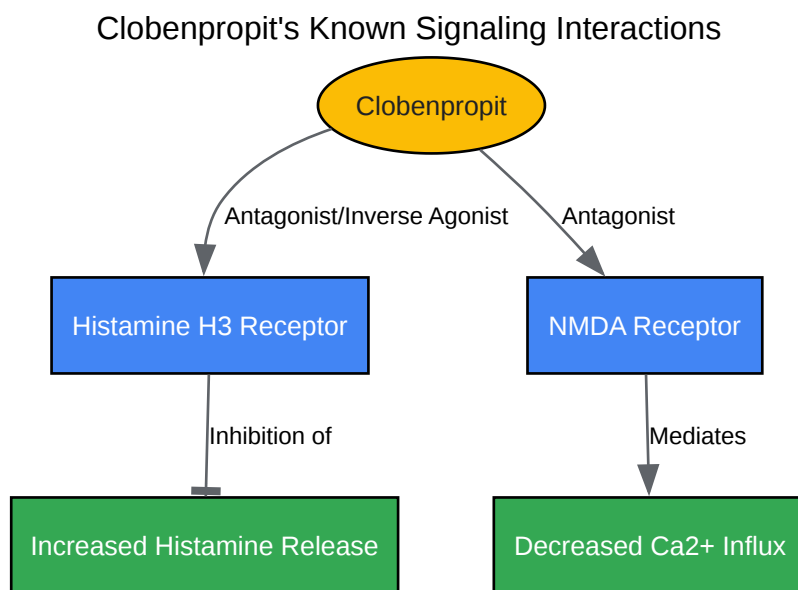 Clobenpropit's Known Signaling Interactions
Clobenpropit
Antagonist/Inverse Agonist
Antagonist
Histamine H3 Receptor
NMDA Receptor
Inhibition of
Mediates
Increased Histamine Release
Decreased Ca2+ Influx